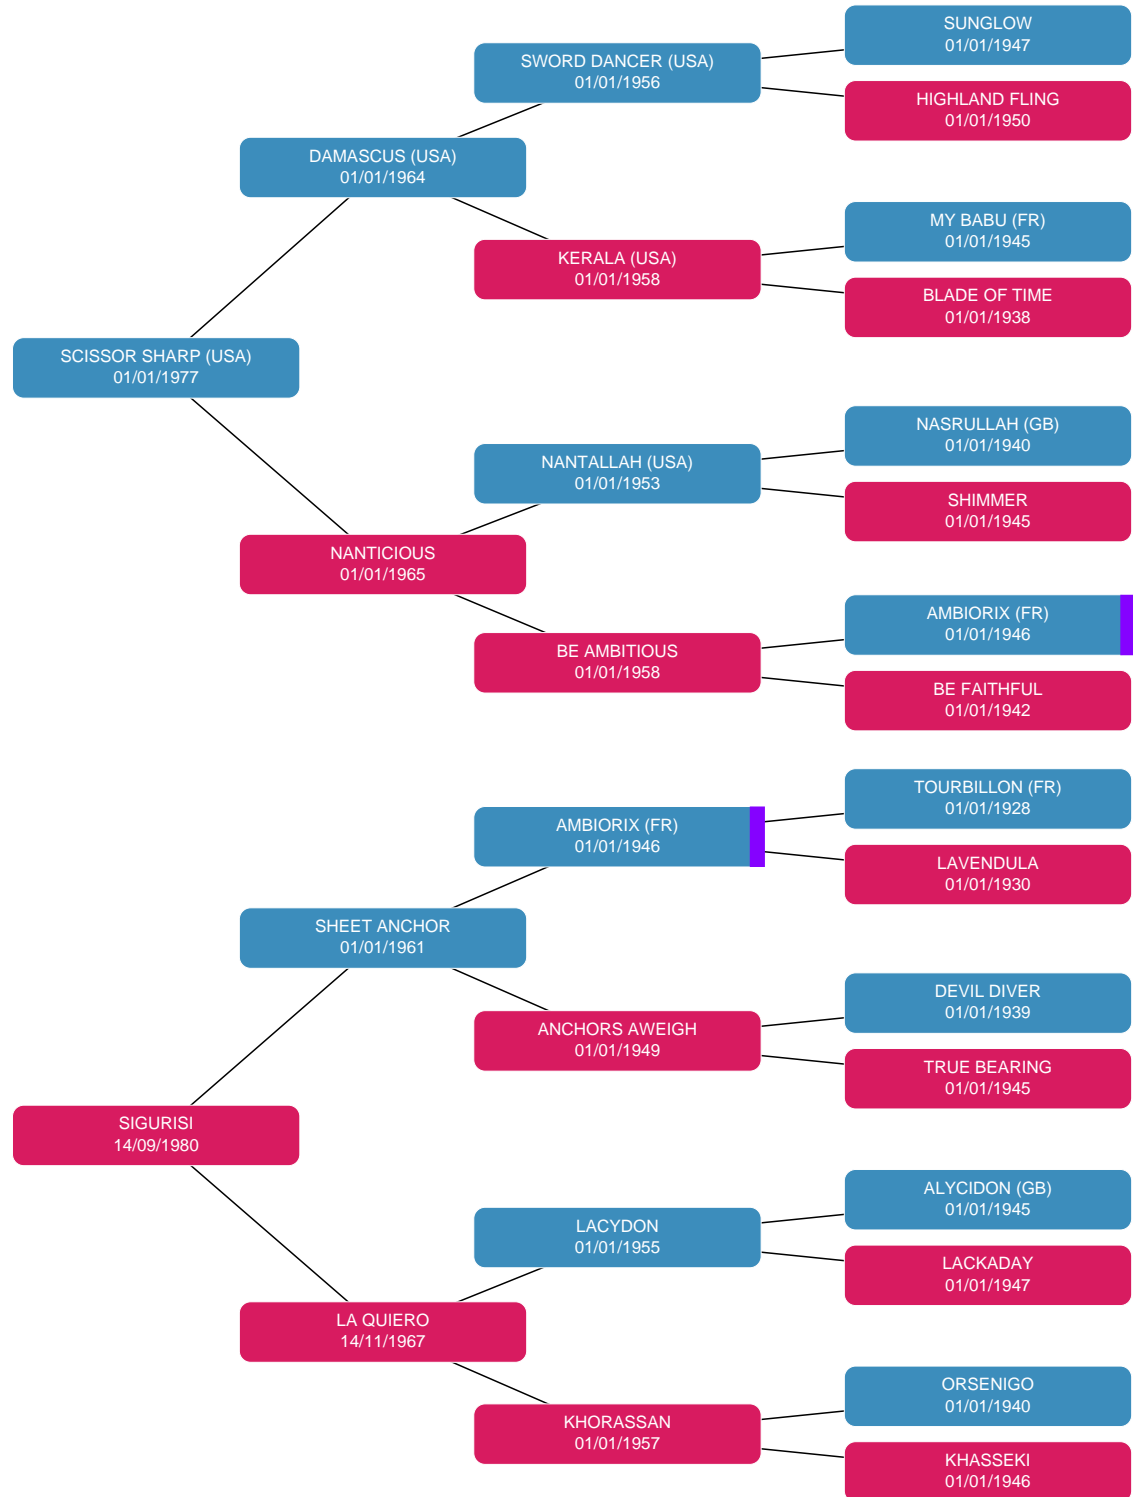 SUNGLOW
01/01/1947
SWORD DANCER (USA)
01/01/1956
HIGHLAND FLING
01/01/1950
DAMASCUS (USA)
01/01/1964
MY BABU (FR)
01/01/1945
KERALA (USA)
01/01/1958
BLADE OF TIME
01/01/1938
SCISSOR SHARP (USA)
01/01/1977
NASRULLAH (GB)
01/01/1940
NANTALLAH (USA)
01/01/1953
SHIMMER
01/01/1945
NANTICIOUS
01/01/1965
AMBIORIX (FR)
01/01/1946
BE AMBITIOUS
01/01/1958
BE FAITHFUL
01/01/1942
TOURBILLON (FR)
01/01/1928
AMBIORIX (FR)
01/01/1946
LAVENDULA
01/01/1930
SHEET ANCHOR
01/01/1961
DEVIL DIVER
01/01/1939
ANCHORS AWEIGH
01/01/1949
TRUE BEARING
01/01/1945
SIGURISI
14/09/1980
ALYCIDON (GB)
01/01/1945
LACYDON
01/01/1955
LACKADAY
01/01/1947
LA QUIERO
14/11/1967
ORSENIGO
01/01/1940
KHORASSAN
01/01/1957
KHASSEKI
01/01/1946